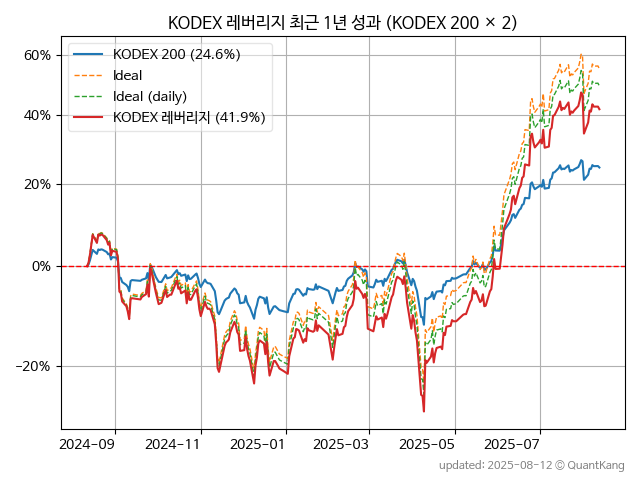 KODEX 레버리지 최근 1년 성과 (KODEX 200 × 2)
60%
40%
20%
0%
−20%
KODEX 200 (24.6%)
Ideal
Ideal (daily)
KODEX 레버리지 (41.9%)
2024-09
2024-11
2025-01
2025-03
2025-05
2025-07
updated: 2025-08-12 © QuantKang